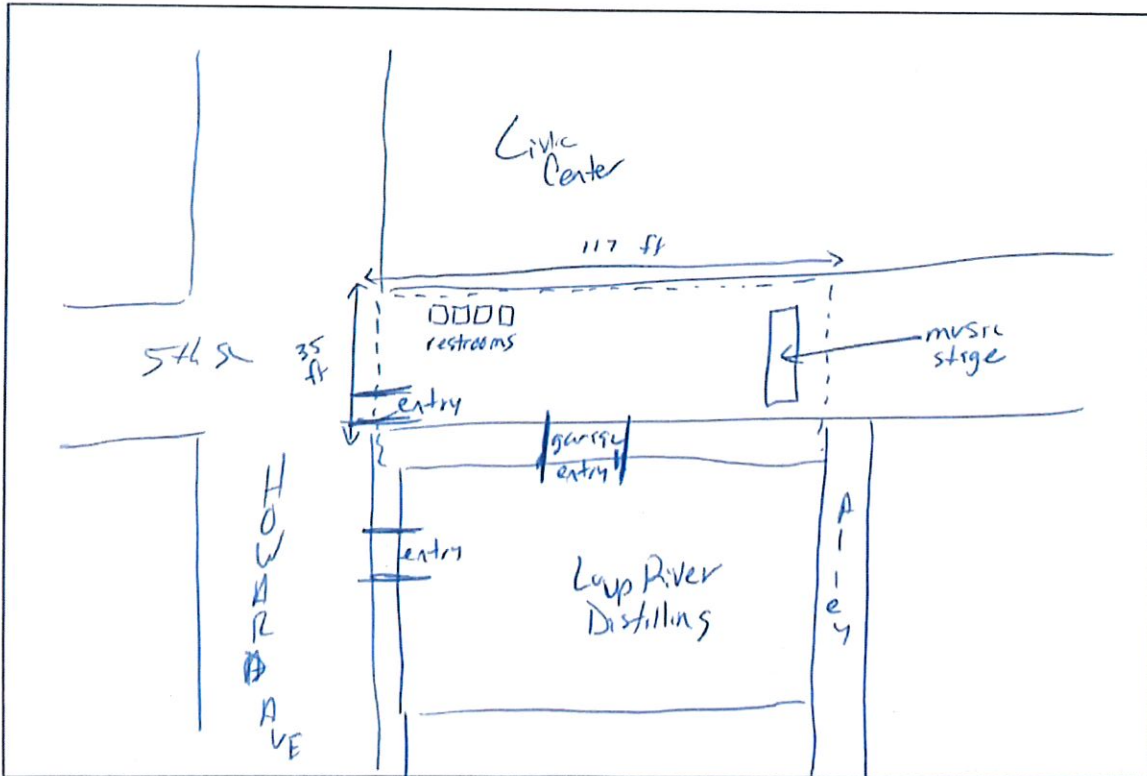 Civic
Center
117 ft
5th St
35
ft
restrooms
music
stage
entry
garage
entry
entry
HOWARD AVE
Loup River
Distilling
Alley